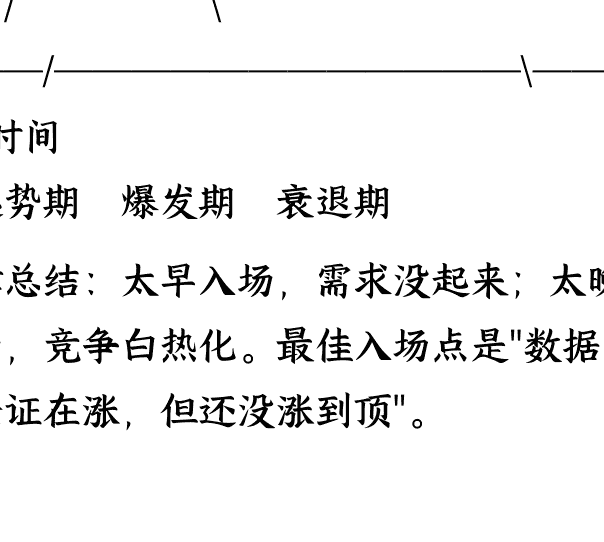 / \
——/————————————\——
时间
势期 爆发期 衰退期
总结：太早入场，需求没起来；太晚
，竞争白热化。最佳入场点是"数据
证在涨，但还没涨到顶"。